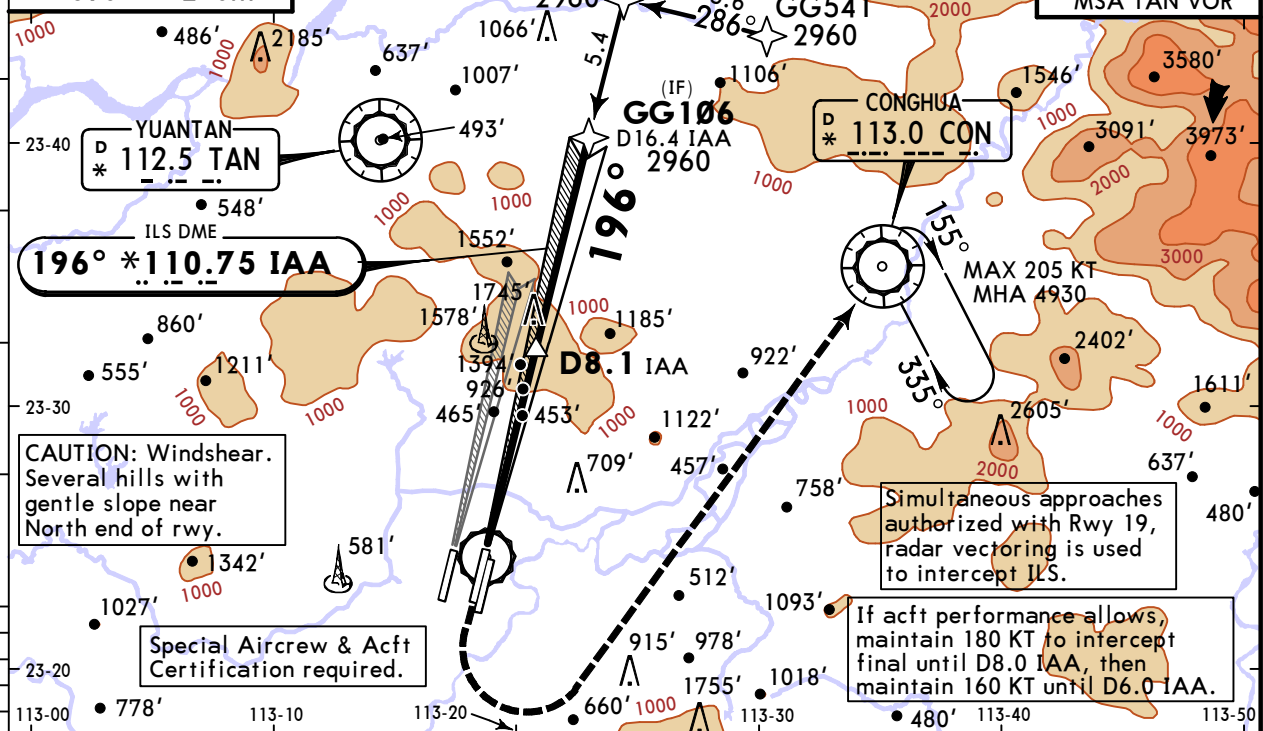 MSA TAN VOR
2960
GG541
2960
286°
5.4
1066′
486′
2185′
1000
1000
637′
1007′
493′
2000
1106′
1546′
3580′
1000
(IF)
GG106
D16.4 IAA
2960
CONGHUA
D
* 113.0 CON
3091′
3973′
2000
1000
3000
YUANTAN
D
* 112.5 TAN
23-40
548′
1000
1000
196°
155°
ILS DME
196° *110.75 IAA
1552′
1745′
1578′
1000
1185′
MAX 205 KT
MHA 4930
335°
860′
555′
1211′
1000
1000
1394′
D8.1 IAA
926′
465′
453′
922′
2402′
1611′
1000
1000
23-30
1000
1122′
2605′
2000
709′
457′
758′
637′
480′
CAUTION: Windshear.
Several hills with
gentle slope near
North end of rwy.
Simultaneous approaches
authorized with Rwy 19,
radar vectoring is used
to intercept ILS.
1342′
1000
581′
512′
1093′
1027′
915′
978′
If acft performance allows,
maintain 180 KT to intercept
final until D8.0 IAA, then
maintain 160 KT until D6.0 IAA.
Special Aircrew & Acft
Certification required.
23-20
778′
660′
1000
1755′
1018′
480′
113-00
113-10
113-20
113-30
113-40
113-50